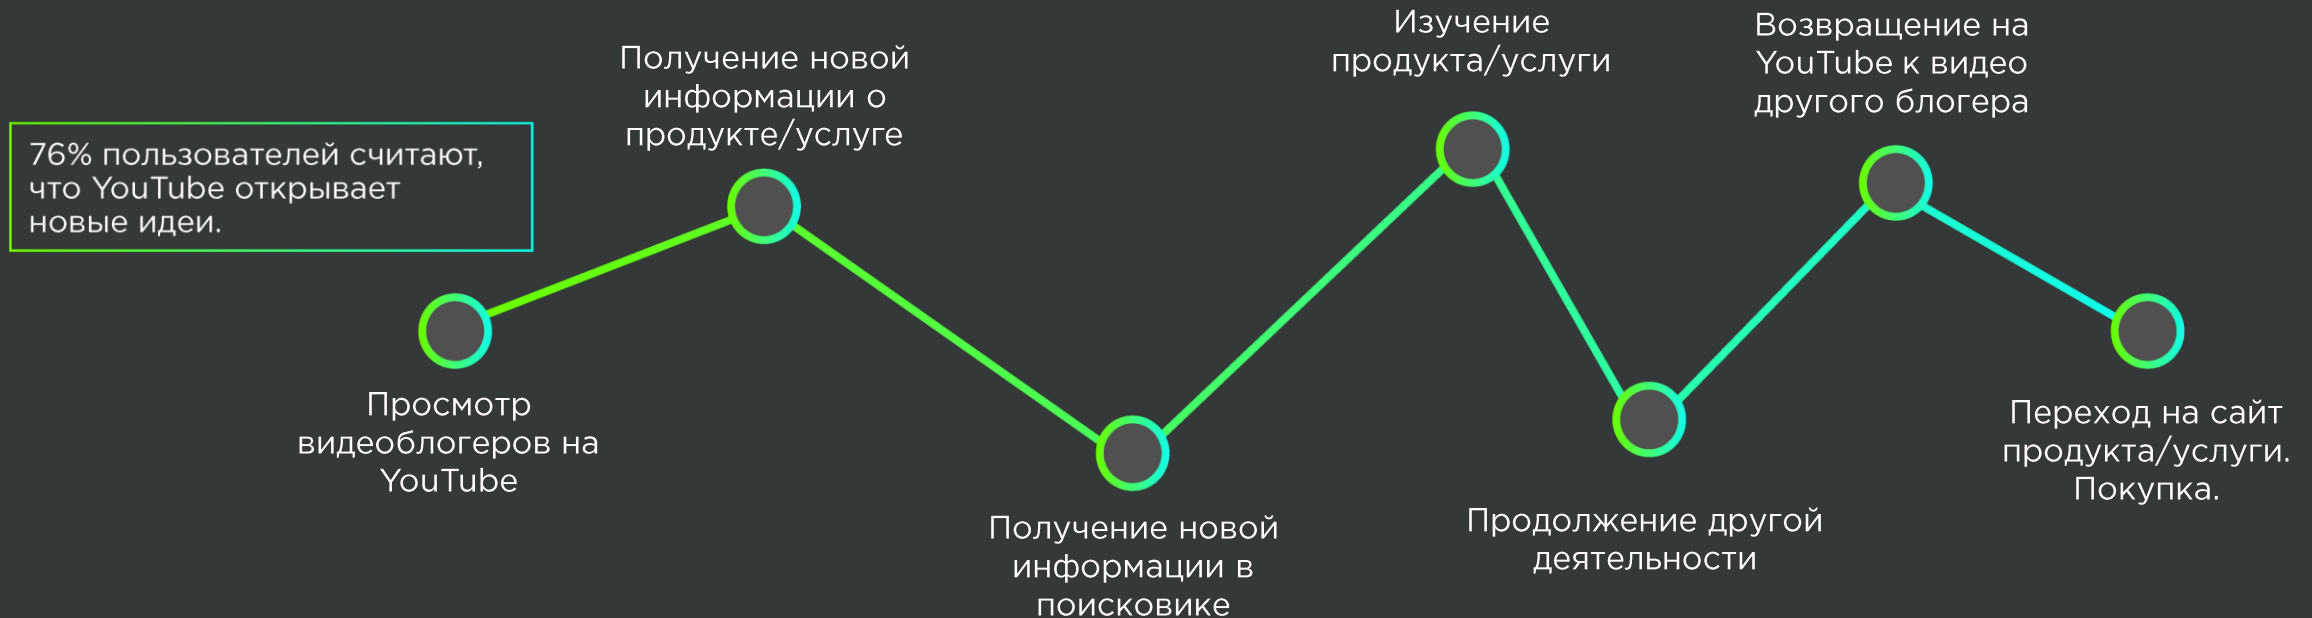 76% пользователей считают,
что YouTube открывает
новые идеи.
Просмотр
видеоблогеров на
YouTube
Получение новой
информации о
продукте/услуге
Получение новой
информации в
поисковике
Изучение
продукта/услуги
Продолжение другой
деятельности
Возвращение на
YouTube к видео
другого блогера
Переход на сайт
продукта/услуги.
Покупка.